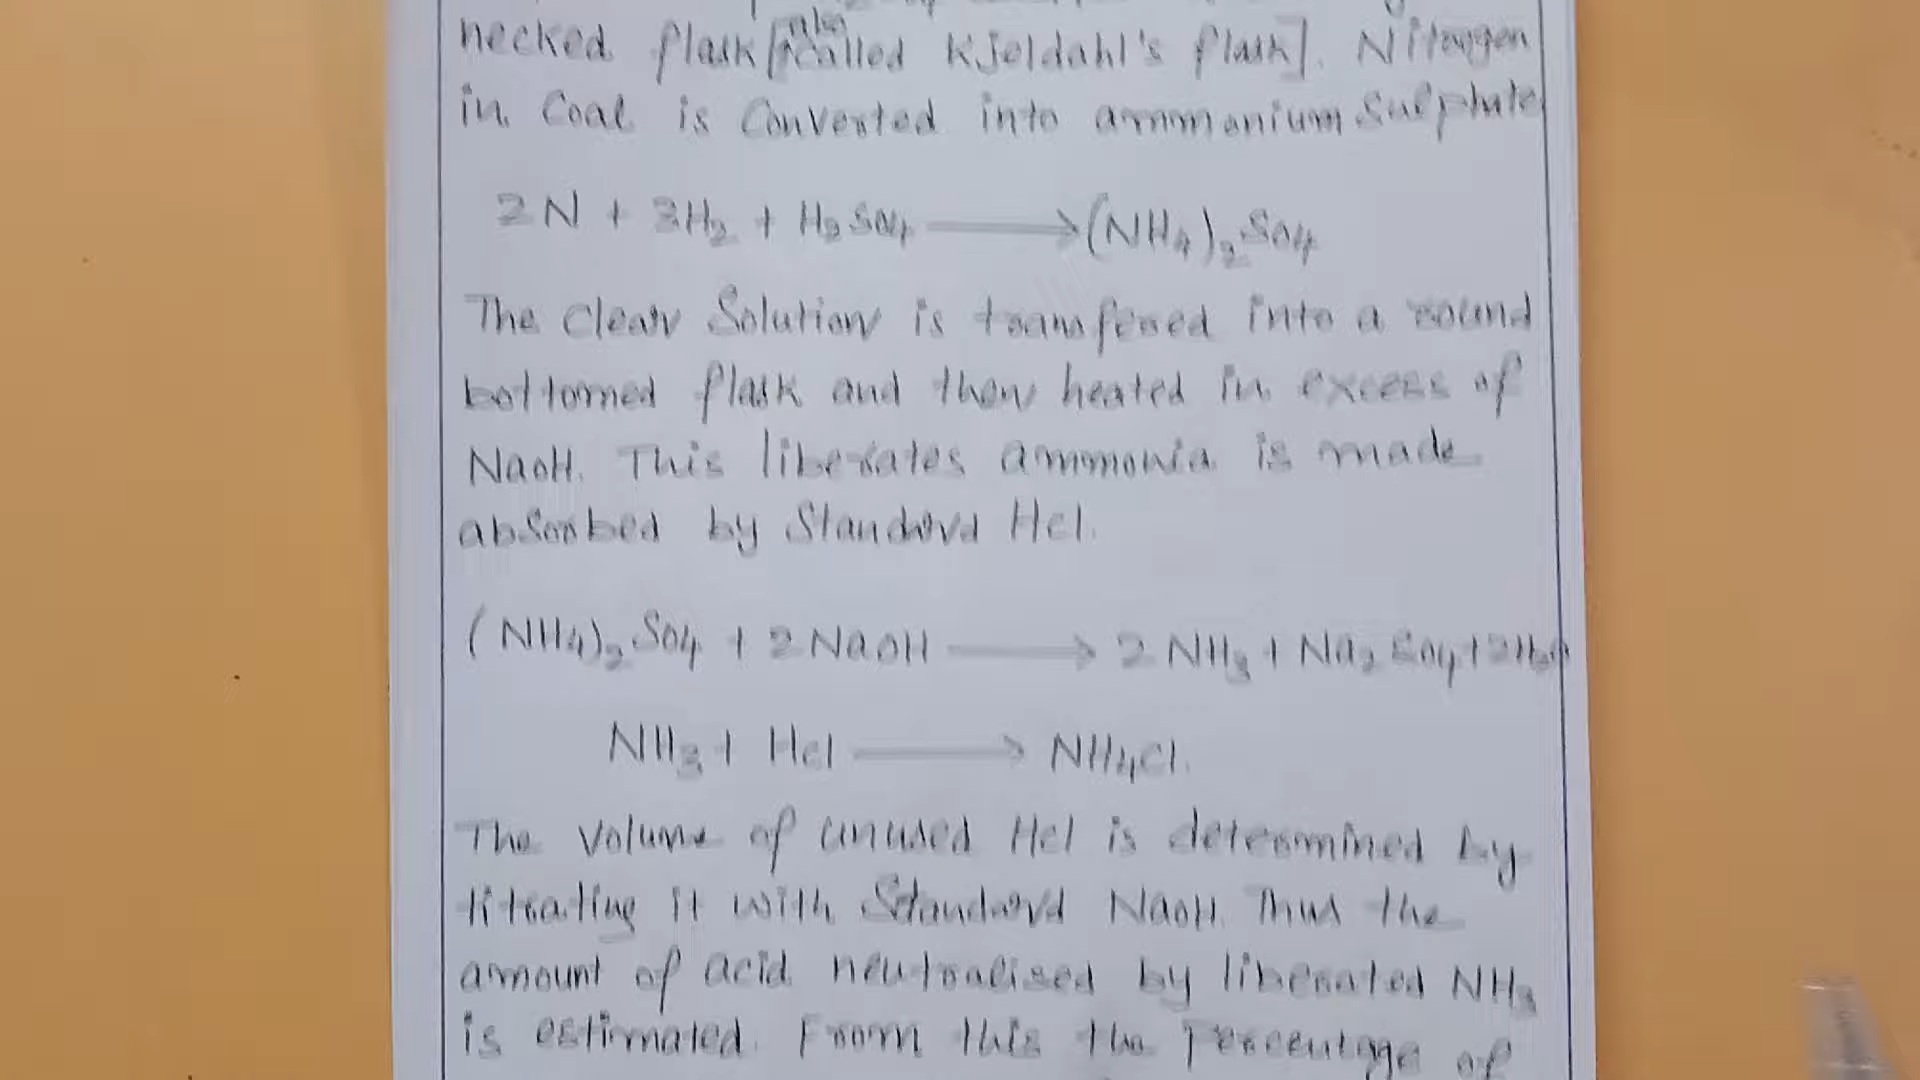 necked flask [also called Kjeldahl's flask]. Nitrogen
in Coal is Converted into ammonium Sulphate
2N + 3H₂ + H₂SO4 → (NH4)₂SO4
The Clear Solution is transfered into a round
bottomed flask and then heated in excess of
NaOH. This liberates ammonia is made
absorbed by Standard Hcl.
(NH4)₂SO4 + 2NaOH → 2NH₃ + Na₂SO4 + 2H₂O
NH₃ + Hcl → NH4Cl.
The Volume of unused Hcl is determined by
titrating it with Standard NaOH. Thus the
amount of acid neutralised by liberated NH₃
is estimated. From this the Percentage of